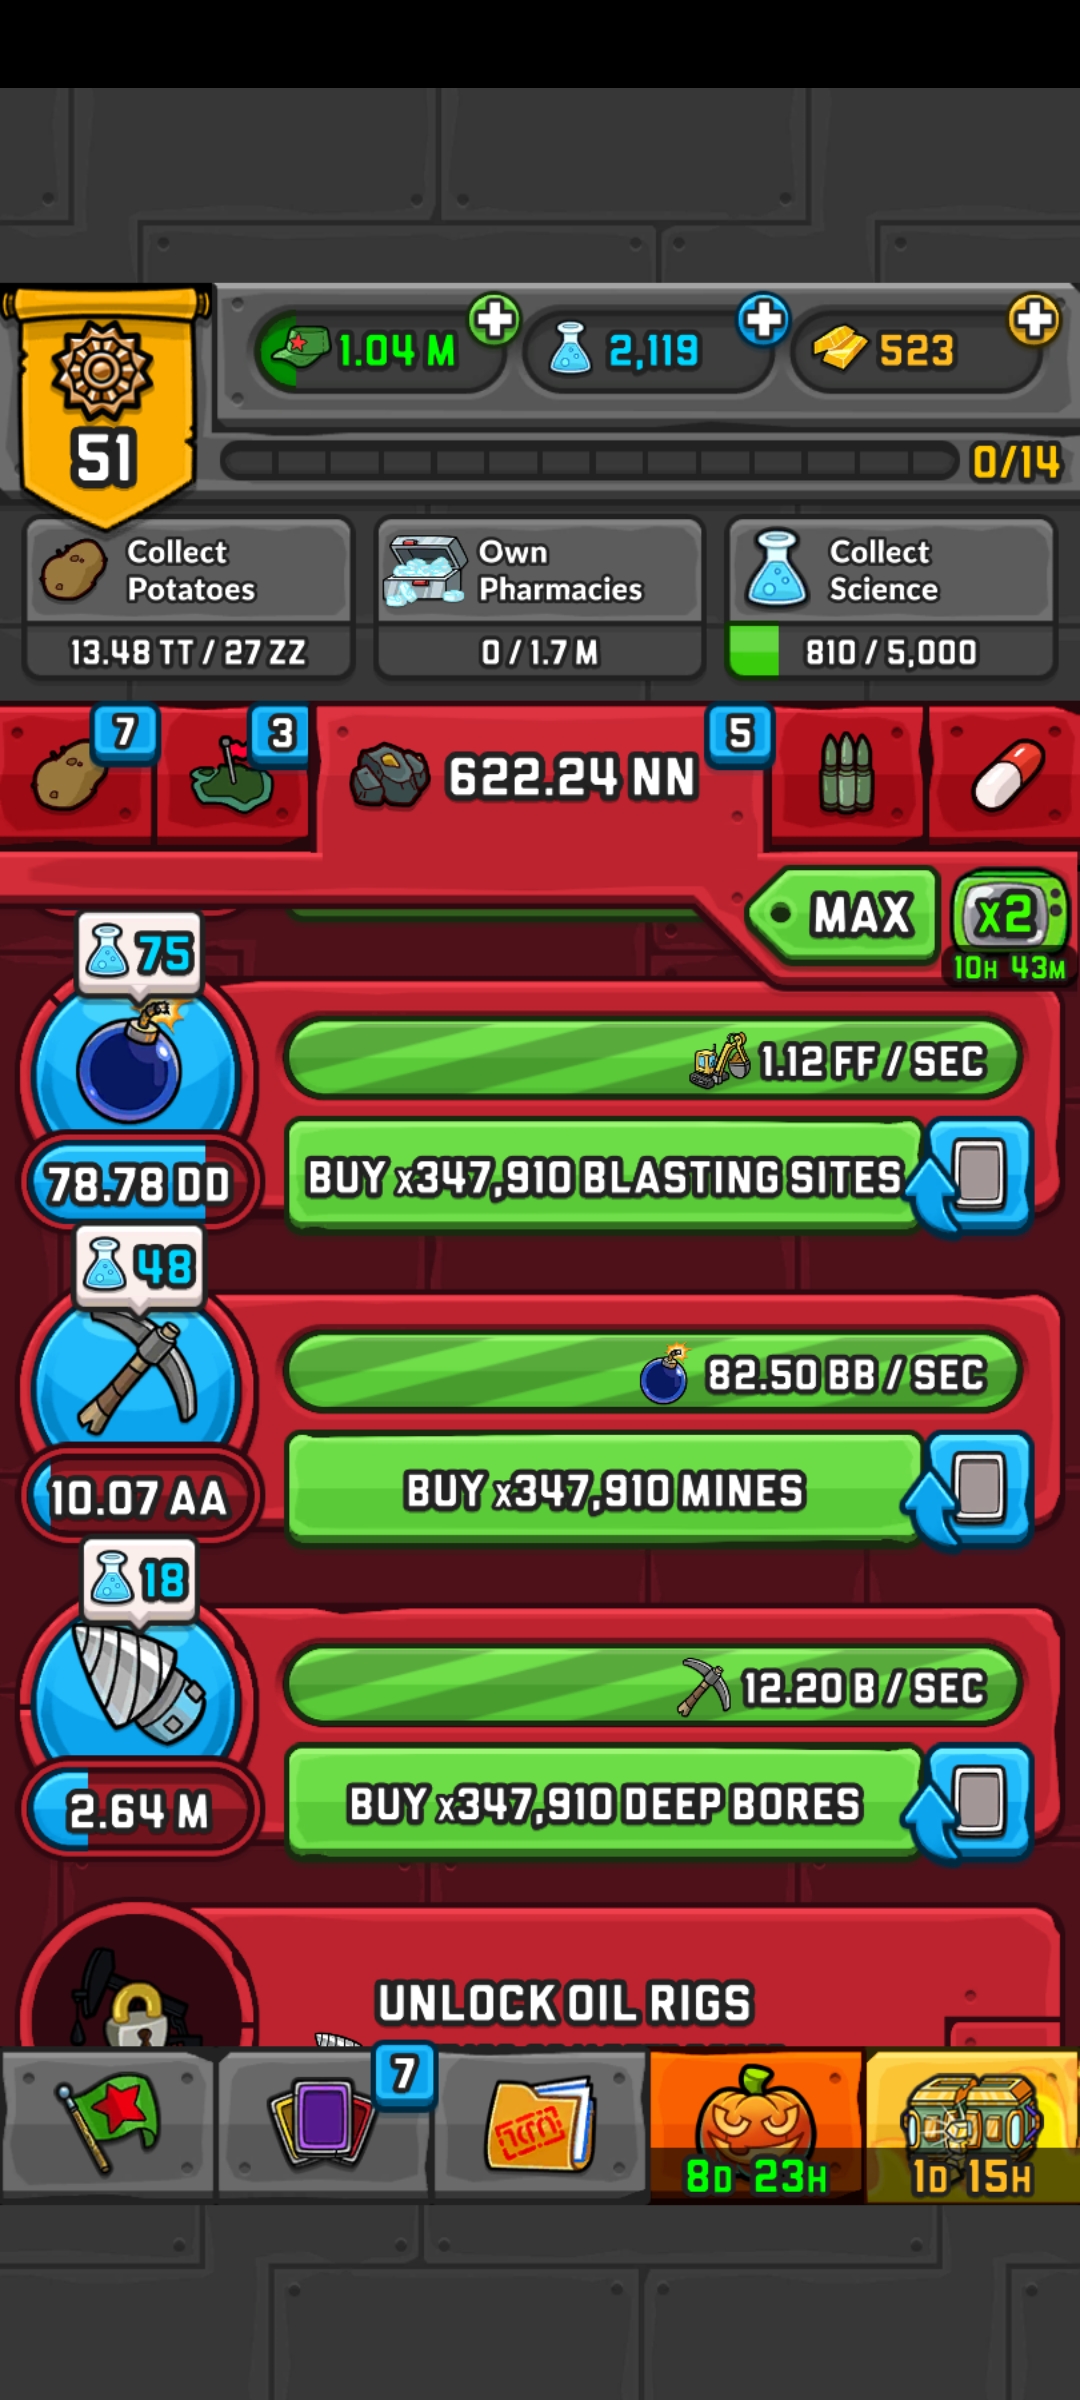 51
1.04 M
2,119
523
0/14
Collect
Potatoes
13.48 TT / 27 ZZ
Own
Pharmacies
0 / 1.7 M
Collect
Science
810 / 5,000
7
3
622.24 NN
5
MAX
x2
10H 43M
75
1.12 FF / SEC
78.78 DD
BUY x347,910 BLASTING SITES
48
82.50 BB / SEC
10.07 AA
BUY x347,910 MINES
18
12.20 B / SEC
2.64 M
BUY x347,910 DEEP BORES
UNLOCK OIL RIGS
7
8D 23H
1D 15H